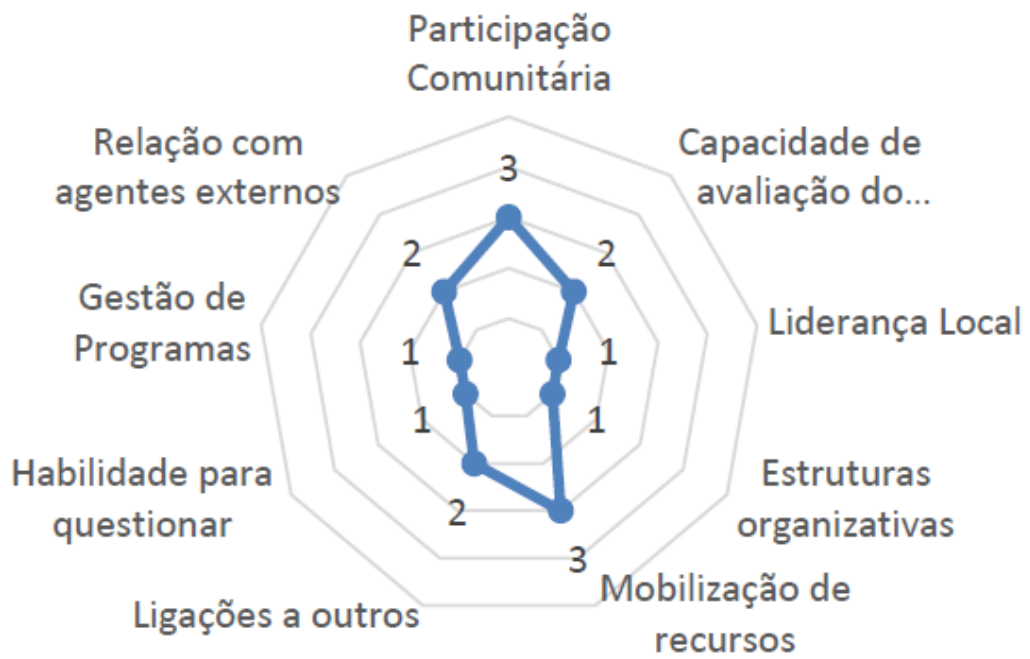 Participação
Comunitária
Capacidade de
avaliação do...
Liderança Local
Estruturas
organizativas
Mobilização de
recursos
Ligações a outros
Habilidade para
questionar
Gestão de
Programas
Relação com
agentes externos
3
2
1
1
3
2
1
1
2